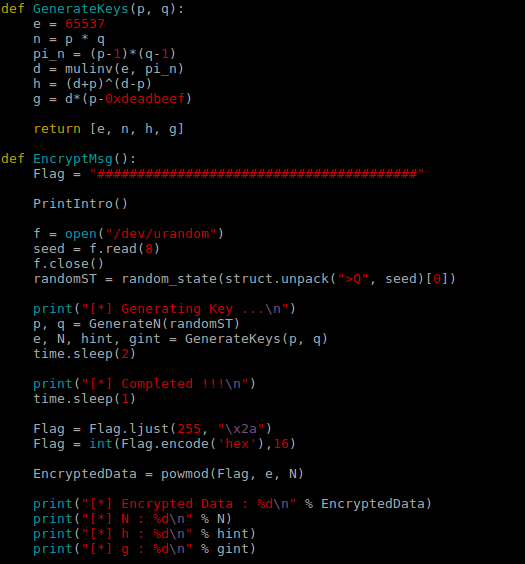 def GenerateKeys(p, q):
    e = 65537
    n = p * q
    pi_n = (p-1)*(q-1)
    d = mulinv(e, pi_n)
    h = (d+p)^(d-p)
    g = d*(p-0xdeadbeef)

    return [e, n, h, g]

def EncryptMsg():
    Flag = "########################################"

    PrintIntro()

    f = open("/dev/urandom")
    seed = f.read(8)
    f.close()
    randomST = random_state(struct.unpack(">Q", seed)[0])

    print("[*] Generating Key ...\n")
    p, q = GenerateN(randomST)
    e, N, hint, gint = GenerateKeys(p, q)
    time.sleep(2)

    print("[*] Completed !!!\n")
    time.sleep(1)

    Flag = Flag.ljust(255, "\x2a")
    Flag = int(Flag.encode('hex'),16)

    EncryptedData = powmod(Flag, e, N)

    print("[*] Encrypted Data : %d\n" % EncryptedData)
    print("[*] N : %d\n" % N)
    print("[*] h : %d\n" % hint)
    print("[*] g : %d\n" % gint)